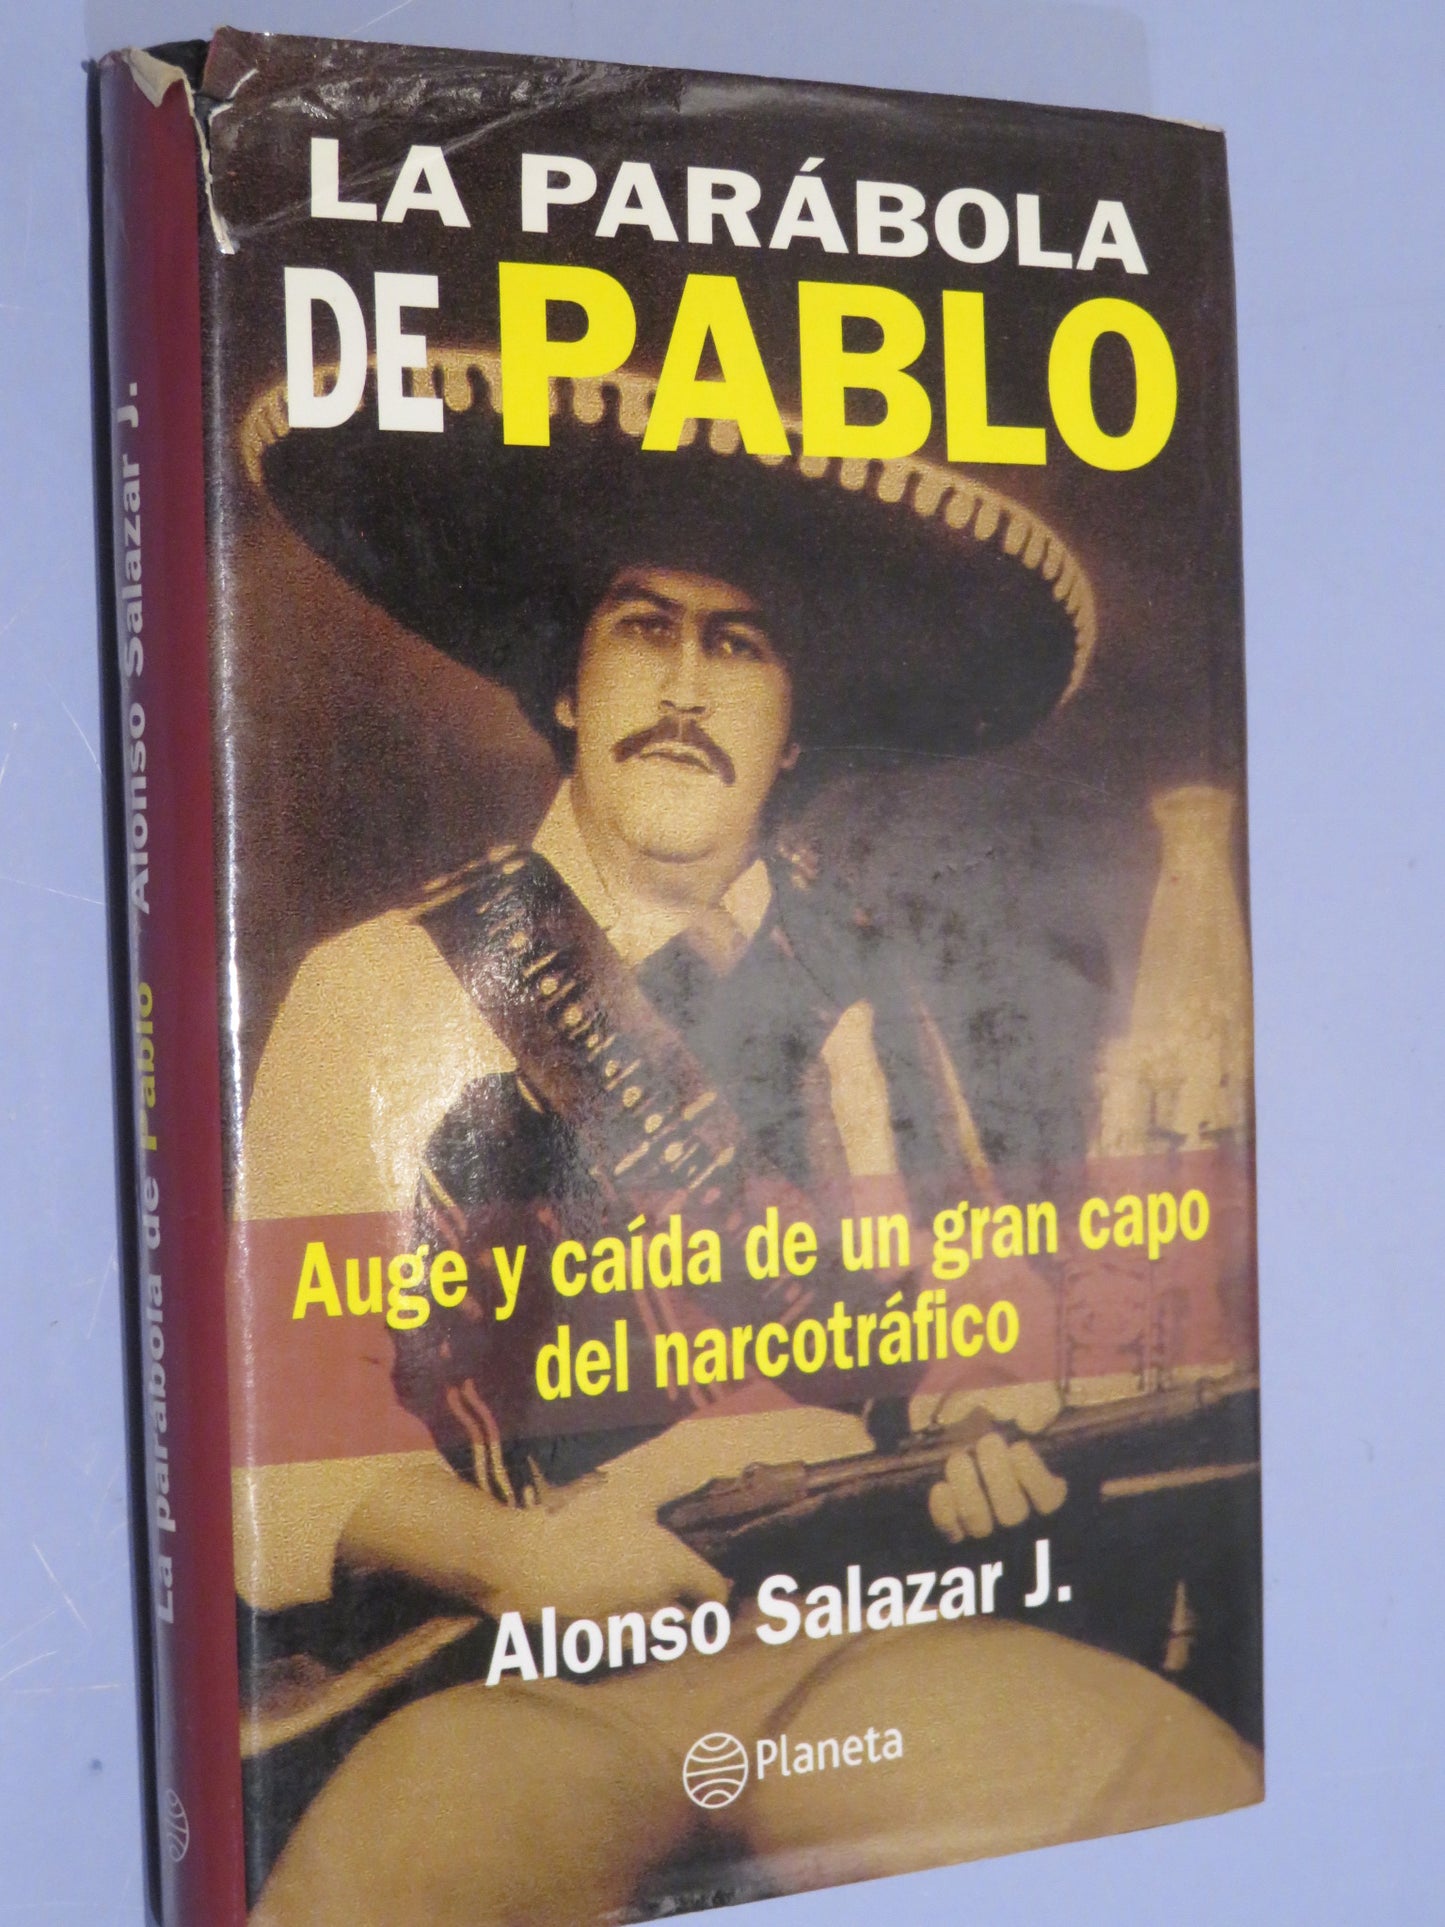 LA PARÁBOLA
DE PABLO
Auge y caída de un gran capo
del narcotráfico
Alonso Salazar J.
Planeta
La parábola de Pablo Alonso Salazar J.